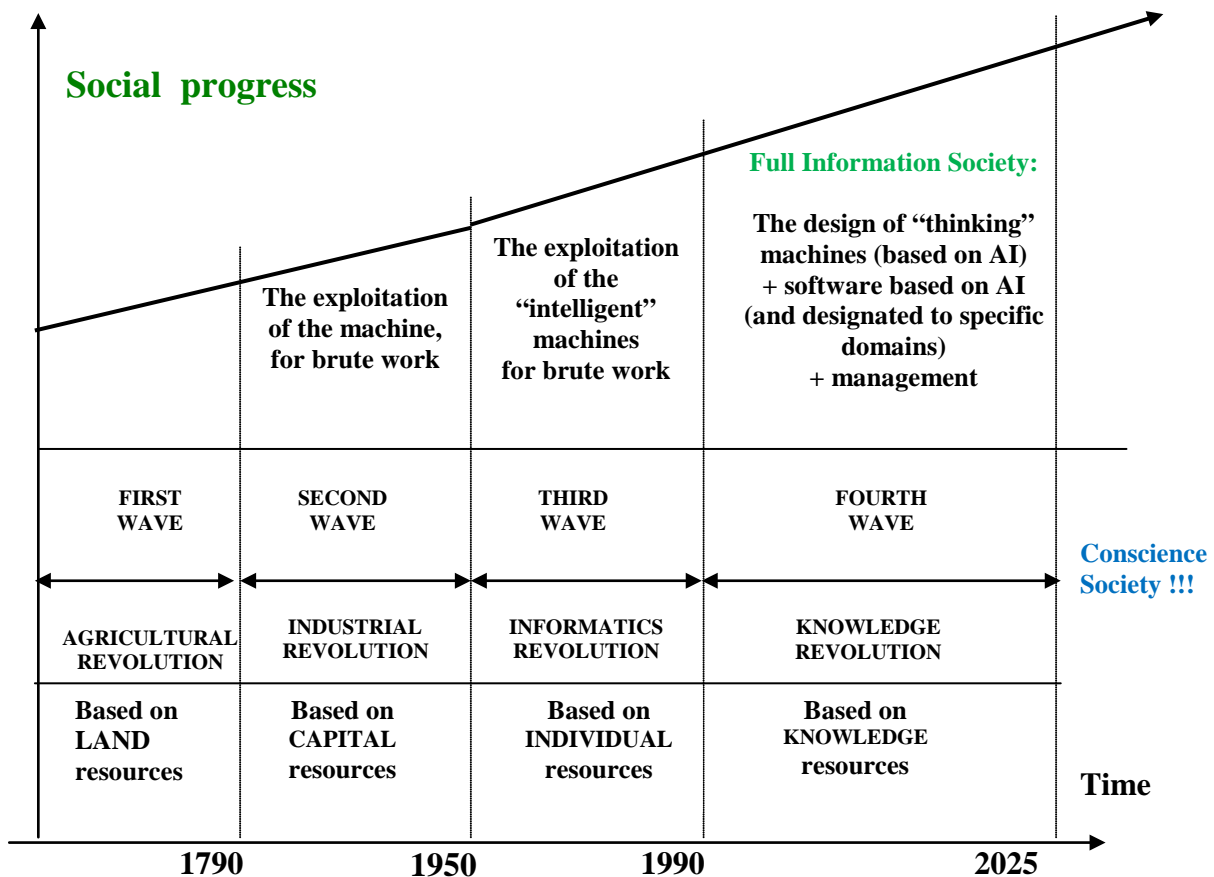 Social progress
Full Information Society:
The design of “thinking”
machines (based on AI)
+ software based on AI
(and designated to specific
domains)
+ management
The exploitation
of the
“intelligent”
machines
for brute work
The exploitation
of the machine,
for brute work
FIRST
WAVE
SECOND
WAVE
THIRD
WAVE
FOURTH
WAVE
Conscience
Society !!!
AGRICULTURAL
REVOLUTION
INDUSTRIAL
REVOLUTION
INFORMATICS
REVOLUTION
KNOWLEDGE
REVOLUTION
Based on
LAND
resources
Based on
CAPITAL
resources
Based on
INDIVIDUAL
resources
Based on
KNOWLEDGE
resources
Time
1790
1950
1990
2025